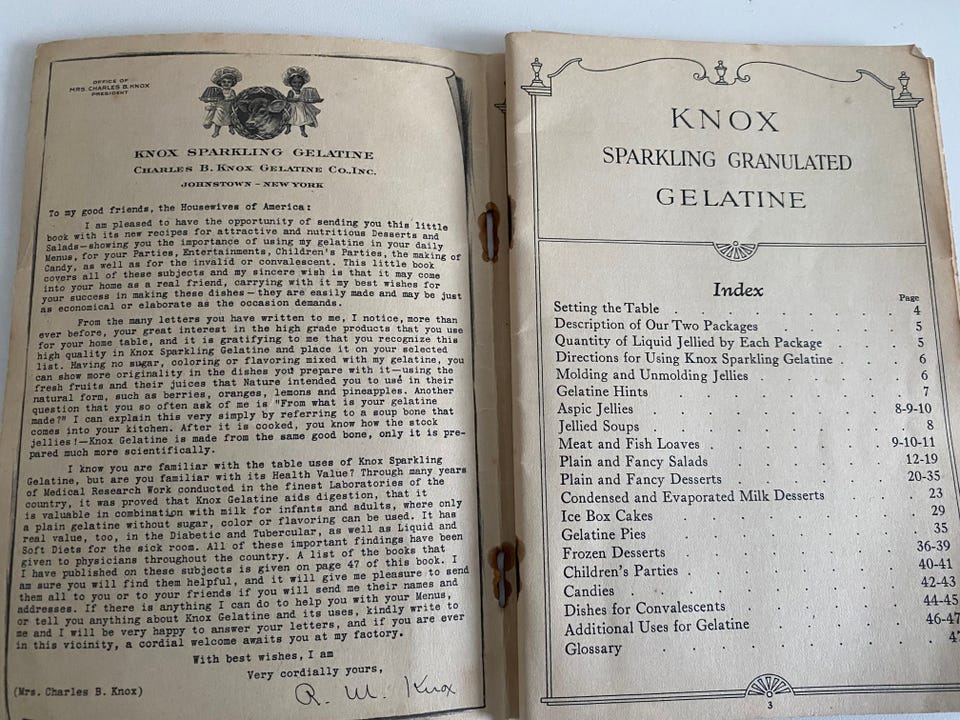 OFFICE OF
MRS. CHARLES B. KNOX
PRESIDENT
KNOX SPARKLING GELATINE
CHARLES B. KNOX GELATINE CO., INC.
JOHNSTOWN - NEW YORK
To my good friends, the Housewives of America:
I am pleased to have the opportunity of sending you this little
book with its new recipes for attractive and nutritious Desserts and
Salads—showing you the importance of using my gelatine in your daily
Menus, for your Parties, Entertainments, Children's Parties, the making of
Candy, as well as for the invalid or convalescent. This little book
covers all of these subjects and my sincere wish is that it may come
into your home as a real friend, carrying with it my best wishes for
your success in making these dishes—they are easily made and may be just
as economical or elaborate as the occasion demands.
From the many letters you have written to me, I notice, more than
ever before, your great interest in the high grade products that you use
for your home table, and it is gratifying to me that you recognize this
high quality in Knox Sparkling Gelatine and place it on your selected
list. Having no sugar, coloring or flavoring mixed with my gelatine, you
can show more originality in the dishes you prepare with it—using the
fresh fruits and their juices that Nature intended you to use in their
natural form, such as berries, oranges, lemons and pineapples. Another
question that you so often ask of me is "From what is your gelatine
made?" I can explain this very simply by referring to a soup bone that
comes into your kitchen. After it is cooked, you know how the stock
jellies!—Knox Gelatine is made from the same good bone, only it is pre-
pared much more scientifically.
I know you are familiar with the table uses of Knox Sparkling
Gelatine, but are you familiar with its Health Value? Through many years
of Medical Research Work conducted in the finest Laboratories of the
country, it was proved that Knox Gelatine aids digestion, that it
is valuable in combination with milk for infants and adults, where only
a plain gelatine without sugar, color or flavoring can be used. It has
real value, too, in the Diabetic and Tubercular, as well as Liquid and
Soft Diets for the sick room. All of these important findings have been
given to physicians throughout the country. A list of the books that
I have published on these subjects is given on page 47 of this book. I
am sure you will find them helpful, and it will give me pleasure to send
them all to you or to your friends if you will send me their names and
addresses. If there is anything I can do to help you with your Menus,
or tell you anything about Knox Gelatine and its uses, kindly write to
me and I will be very happy to answer your letters, and if you are ever
in this vicinity, a cordial welcome awaits you at my factory.
With best wishes, I am
Very cordially yours,
R. M. Knox
(Mrs. Charles B. Knox)
KNOX
SPARKLING GRANULATED
GELATINE
Index
Page
Setting the Table . . . . . . . . 4
Description of Our Two Packages . . . . . 5
Quantity of Liquid Jellied by Each Package . . . . 5
Directions for Using Knox Sparkling Gelatine . . . . 6
Molding and Unmolding Jellies . . . . . 6
Gelatine Hints . . . . . . . . 7
Aspic Jellies . . . . . . . . 8-9-10
Jellied Soups . . . . . . . . 8
Meat and Fish Loaves . . . . . . 9-10-11
Plain and Fancy Salads . . . . . . 12-19
Plain and Fancy Desserts . . . . . . 20-35
Condensed and Evaporated Milk Desserts . . . . 23
Ice Box Cakes . . . . . . . . 29
Gelatine Pies . . . . . . . . 35
Frozen Desserts . . . . . . . 36-39
Children's Parties . . . . . . . 40-41
Candies . . . . . . . . 42-43
Dishes for Convalescents . . . . . . 44-45
Additional Uses for Gelatine . . . . . 46-47
Glossary . . . . . . . . 47
3